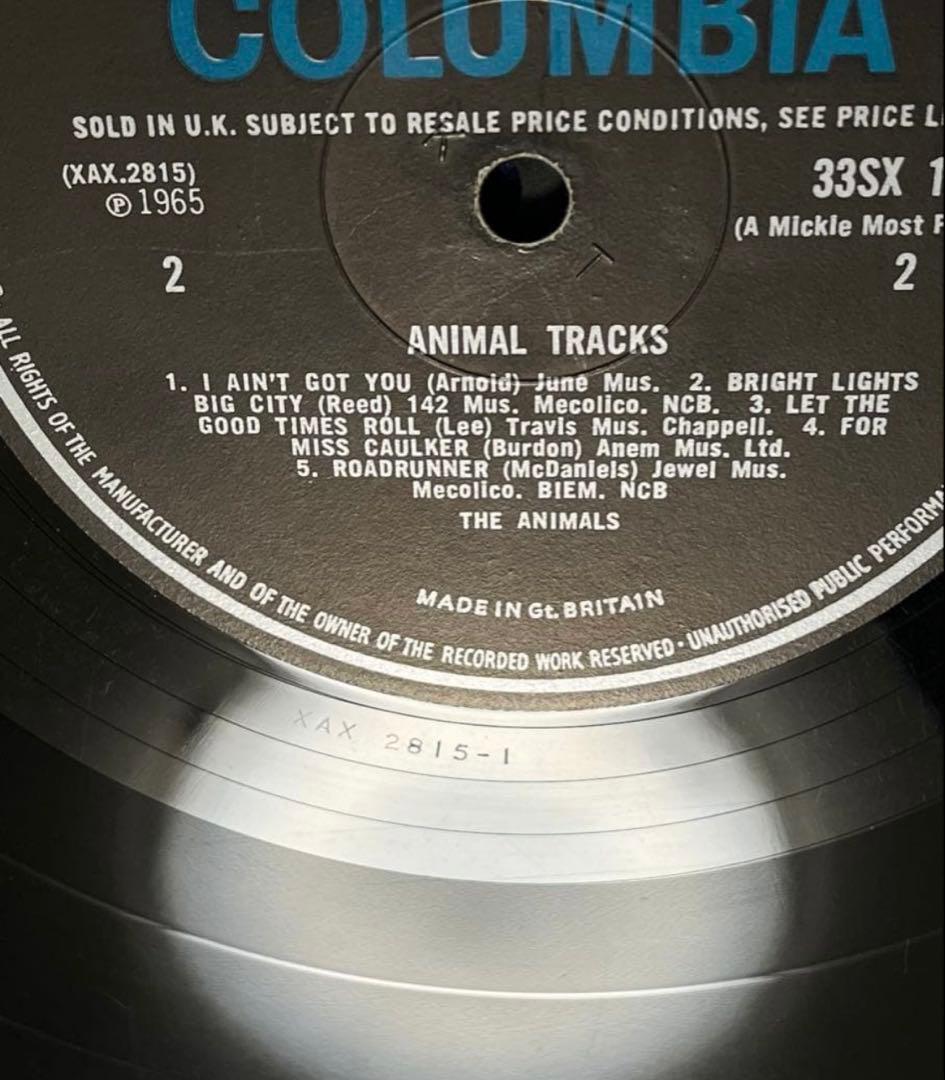 COLUMBIA
SOLD IN U.K. SUBJECT TO RESALE PRICE CONDITIONS, SEE PRICE L
(XAX.2815)
℗ 1965
33SX 1
(A Mickie Most
2
2
ANIMAL TRACKS
1. I AIN'T GOT YOU (Arnold) June Mus. 2. BRIGHT LIGHTS
BIG CITY (Reed) 142 Mus. Mecolico. NCB. 3. LET THE
GOOD TIMES ROLL (Lee) Travis Mus. Chappell. 4. FOR
MISS CAULKER (Burdon) Anem Mus. Ltd.
5. ROADRUNNER (McDaniels) Jewel Mus.
Mecolico. BIEM. NCB
THE ANIMALS
MADE IN Gt. BRITAIN
ALL RIGHTS OF THE MANUFACTURER AND OF THE OWNER OF THE RECORDED WORK RESERVED · UNAUTHORISED PUBLIC PERFORMA
XAX 2815-1